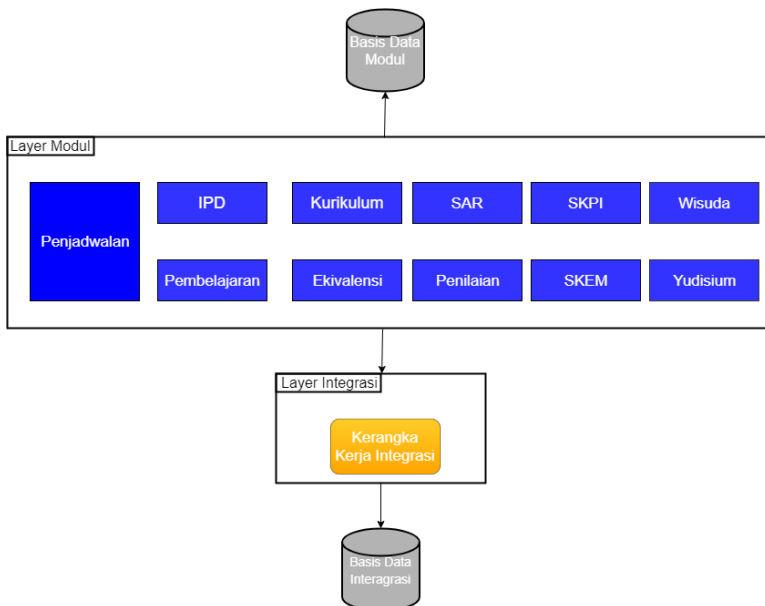 Basis Data
Modul
Layer Modul
Penjadwalan
IPD
Kurikulum
SAR
SKPI
Wisuda
Pembelajaran
Ekivalensi
Penilaian
SKEM
Yudisium
Layer Integrasi
Kerangka
Kerja Integrasi
Basis Data
Interagrasi